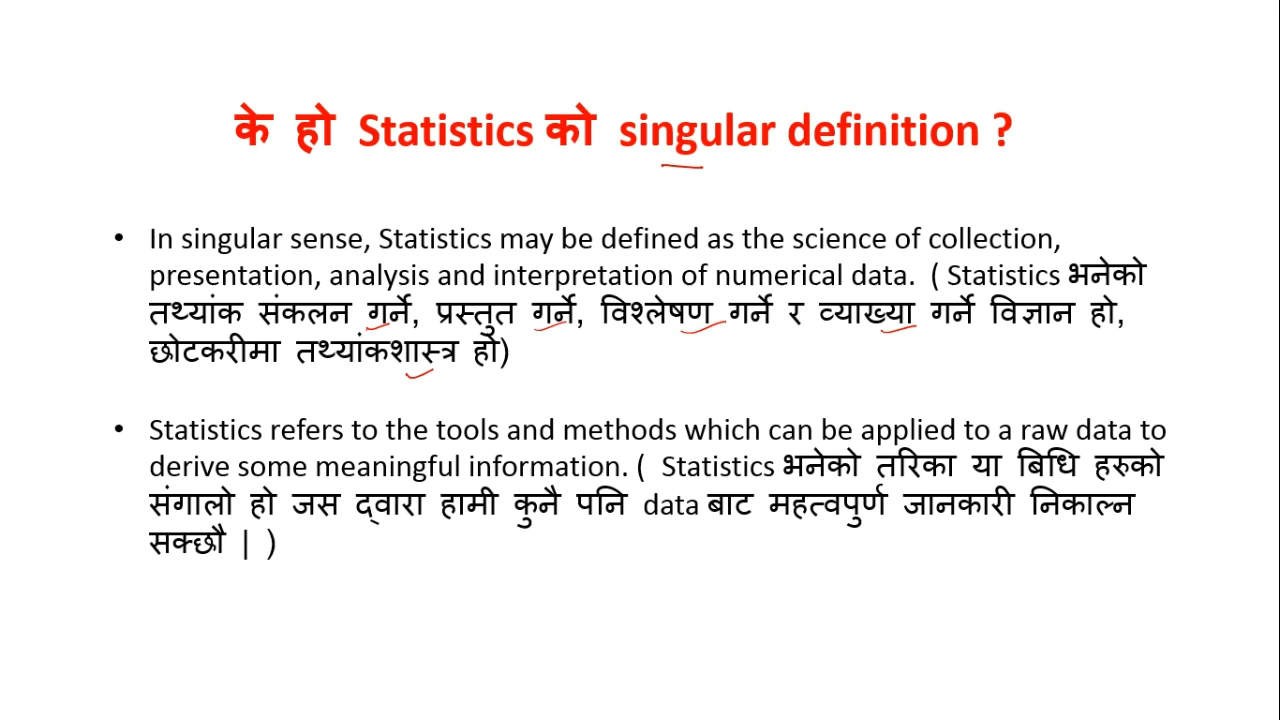 के हो Statistics को singular definition ?
• In singular sense, Statistics may be defined as the science of collection,
presentation, analysis and interpretation of numerical data. ( Statistics भनेको
तथ्यांक संकलन गर्ने, प्रस्तुत गर्ने, विश्लेषण गर्ने र व्याख्या गर्ने विज्ञान हो,
छोटकरीमा तथ्यांकशास्त्र हो)
• Statistics refers to the tools and methods which can be applied to a raw data to
derive some meaningful information. ( Statistics भनेको तरिका या बिधि हरुको
संगालो हो जस द्वारा हामी कुनै पनि data बाट महत्वपुर्ण जानकारी निकाल्न
सक्छौ | )